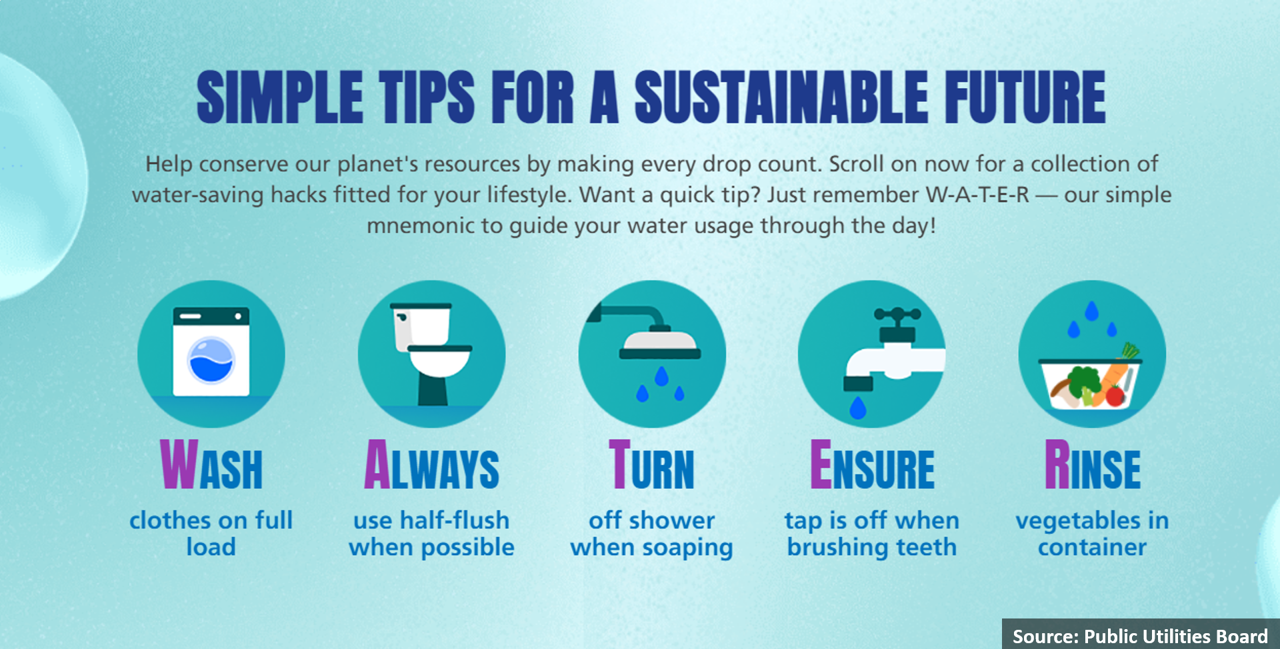 SIMPLE TIPS FOR A SUSTAINABLE FUTURE
Help conserve our planet's resources by making every drop count. Scroll on now for a collection of
water-saving hacks fitted for your lifestyle. Want a quick tip? Just remember W-A-T-E-R — our simple
mnemonic to guide your water usage through the day!
WASH
clothes on full
load
ALWAYS
use half-flush
when possible
TURN
off shower
when soaping
ENSURE
tap is off when
brushing teeth
RINSE
vegetables in
container
Source: Public Utilities Board